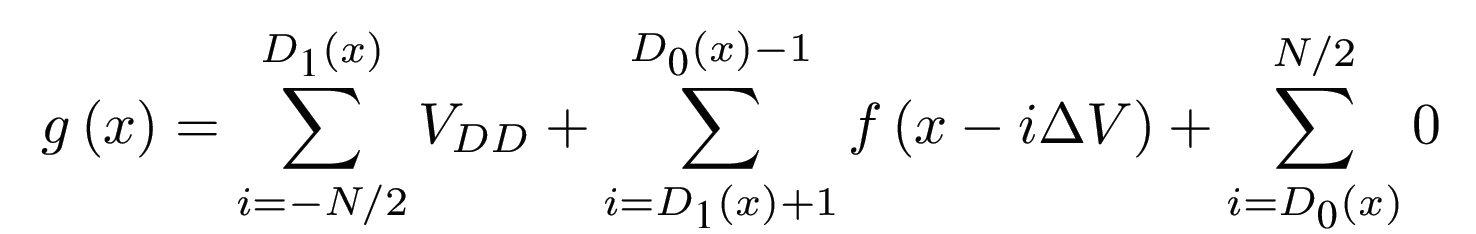 g(x) = \sum_{i=-N/2}^{D_1(x)} V_{DD} + \sum_{i=D_1(x)+1}^{D_0(x)-1} f(x - i\Delta V) + \sum_{i=D_0(x)}^{N/2} 0